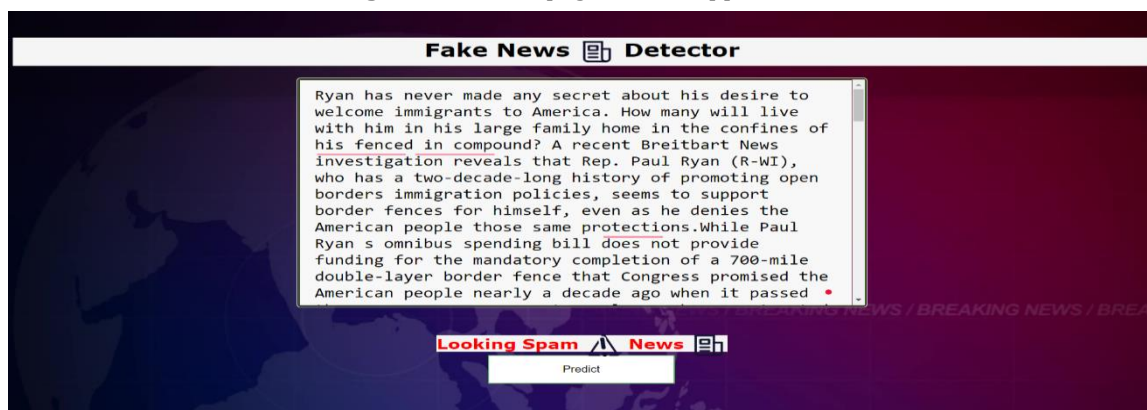 Fake News Detector
Ryan has never made any secret about his desire to
welcome immigrants to America. How many will live
with him in his large family home in the confines of
his fenced in compound? A recent Breitbart News
investigation reveals that Rep. Paul Ryan (R-WI),
who has a two-decade-long history of promoting open
borders immigration policies, seems to support
border fences for himself, even as he denies the
American people those same protections.While Paul
Ryan s omnibus spending bill does not provide
funding for the mandatory completion of a 700-mile
double-layer border fence that Congress promised the
American people nearly a decade ago when it passed
NEWS / BREAKING NEWS / BREA
Looking Spam News
Predict